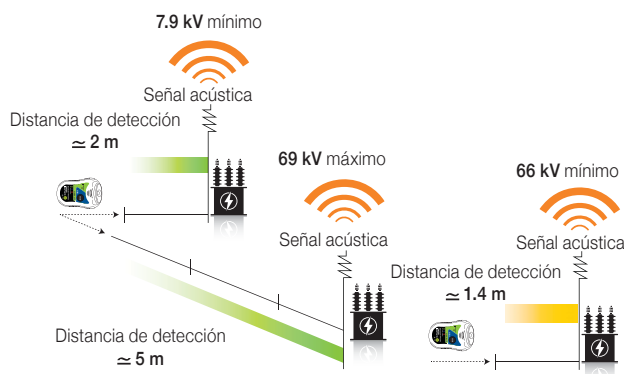 7.9 kV mínimo
Señal acústica
Distancia de detección
≃ 2 m
69 kV máximo
Señal acústica
Distancia de detección
≃ 5 m
66 kV mínimo
Señal acústica
Distancia de detección
≃ 1.4 m